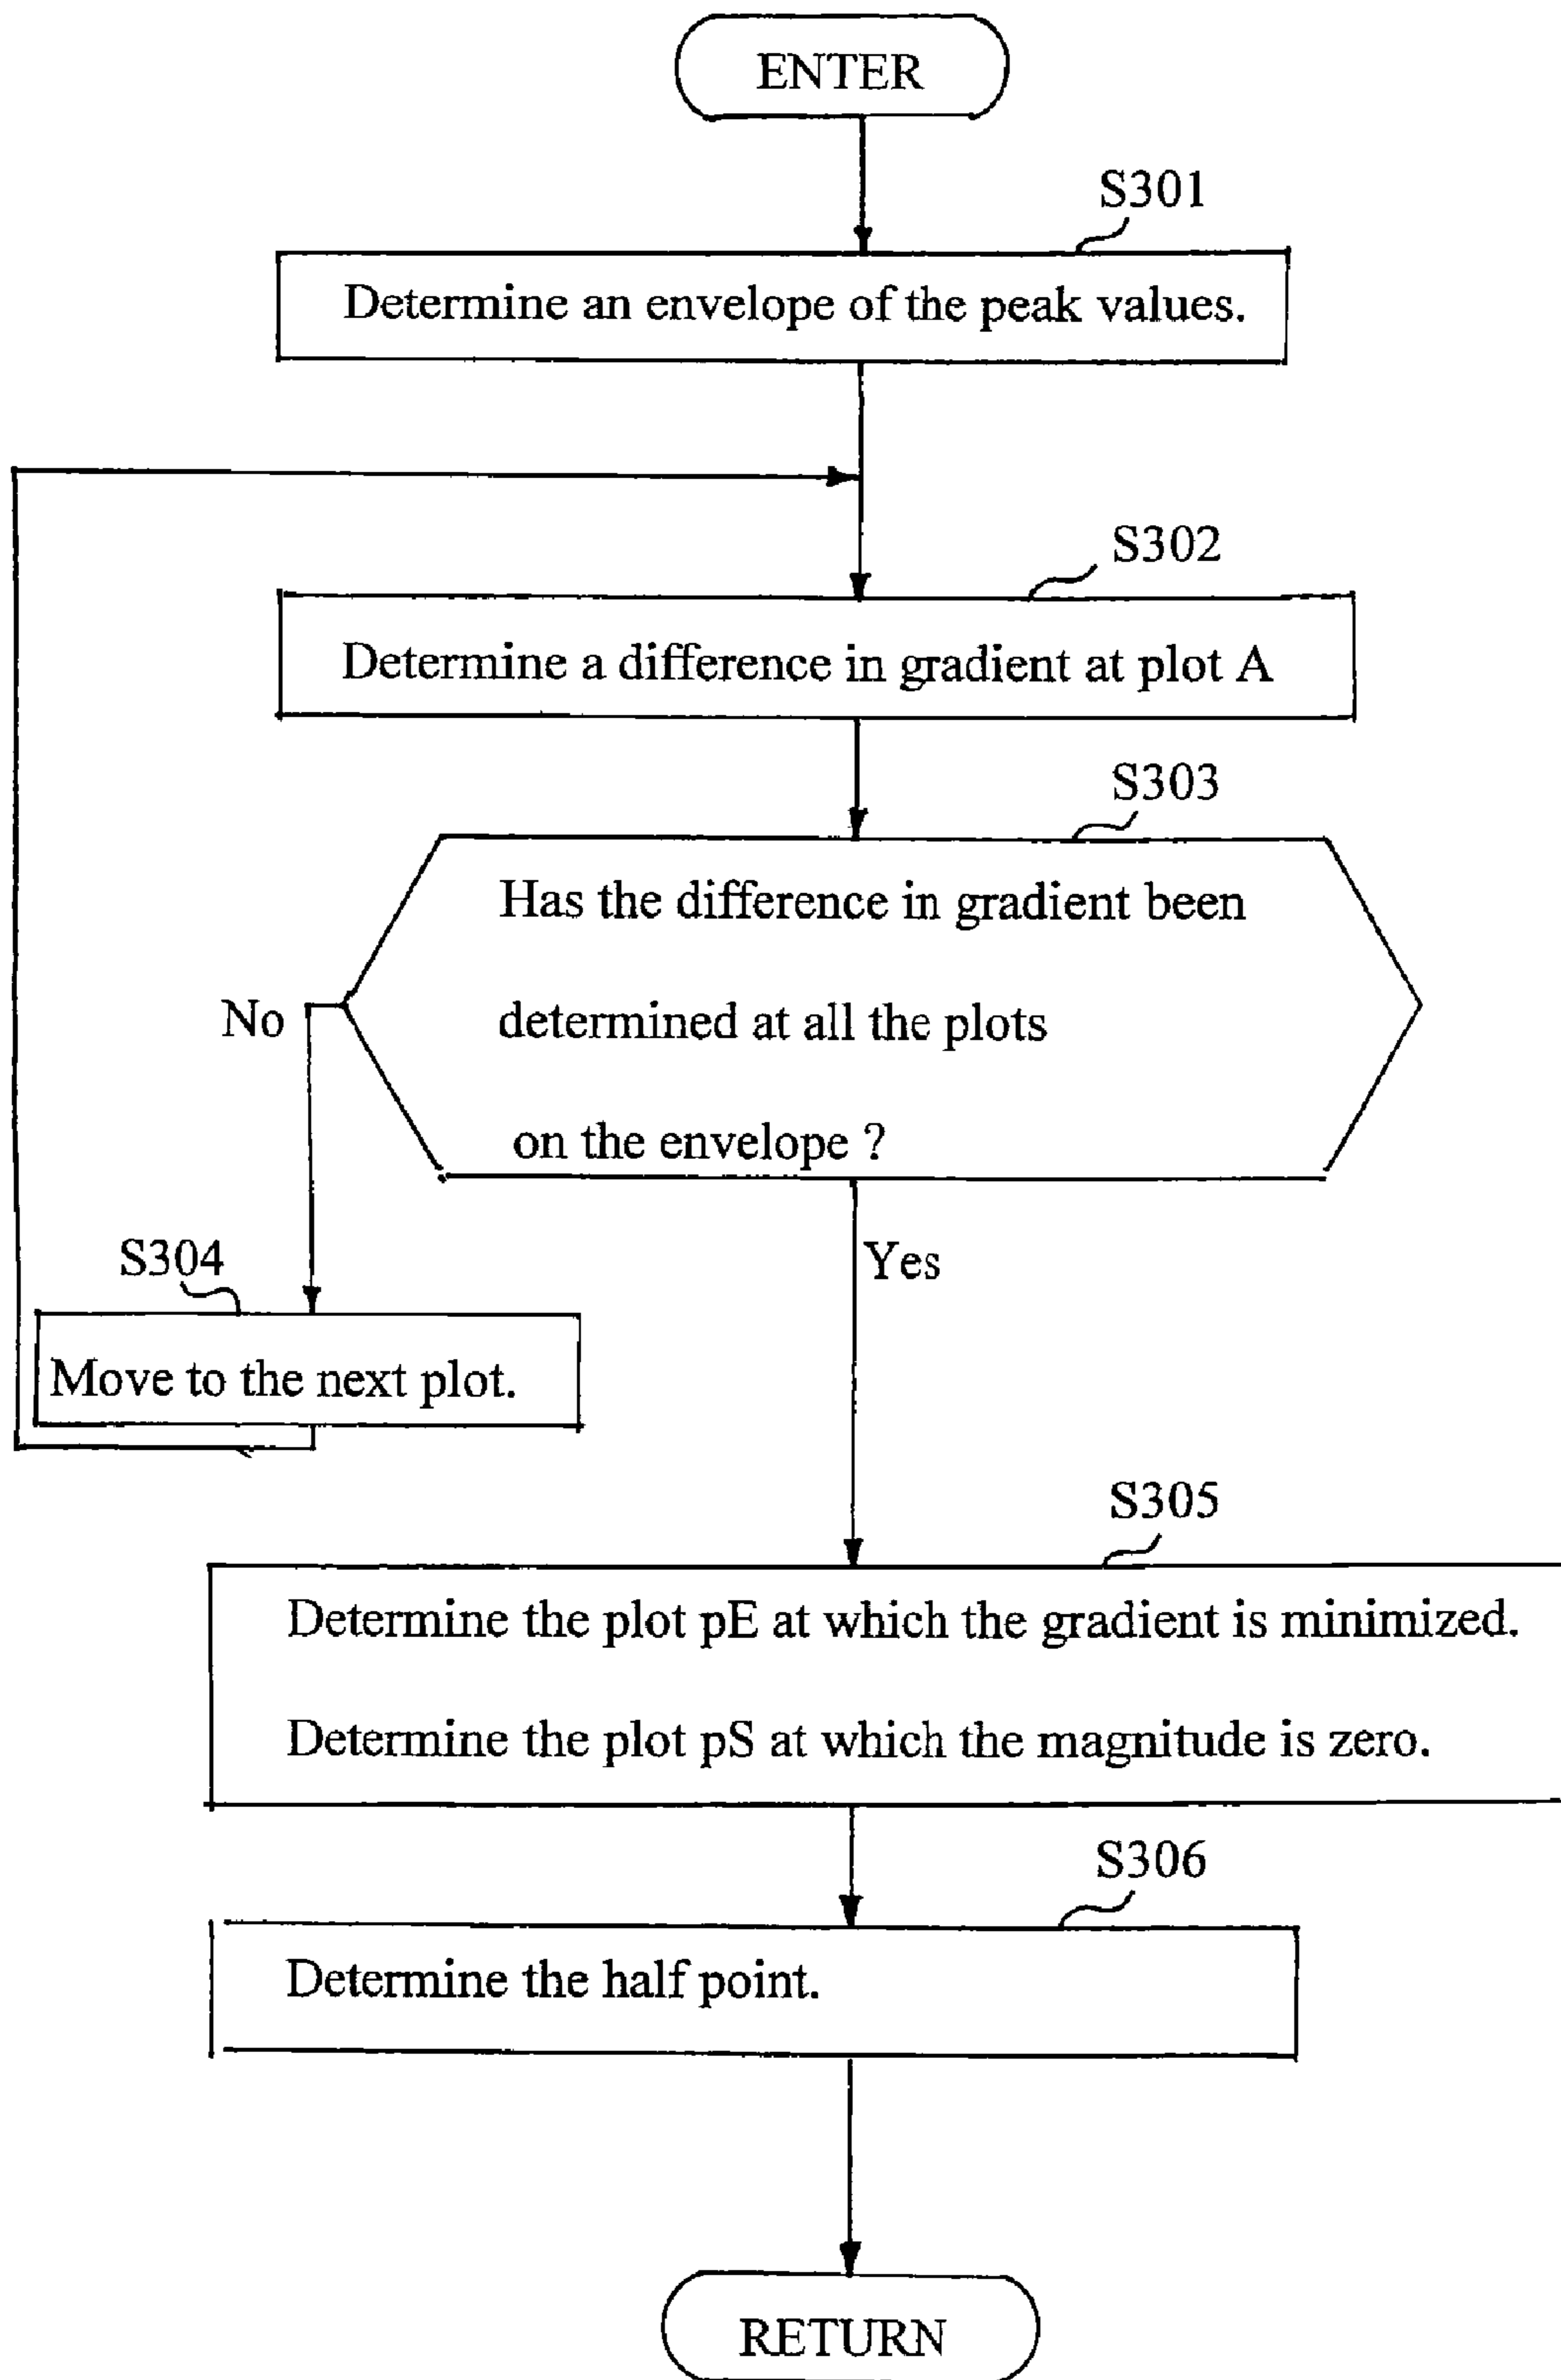 ENTER
S301
Determine an envelope of the peak values.
S302
Determine a difference in gradient at plot A
S303
Has the difference in gradient been
determined at all the plots
on the envelope ?
No
Yes
S304
Move to the next plot.
S305
Determine the plot pE at which the gradient is minimized.
Determine the plot pS at which the magnitude is zero.
S306
Determine the half point.
RETURN